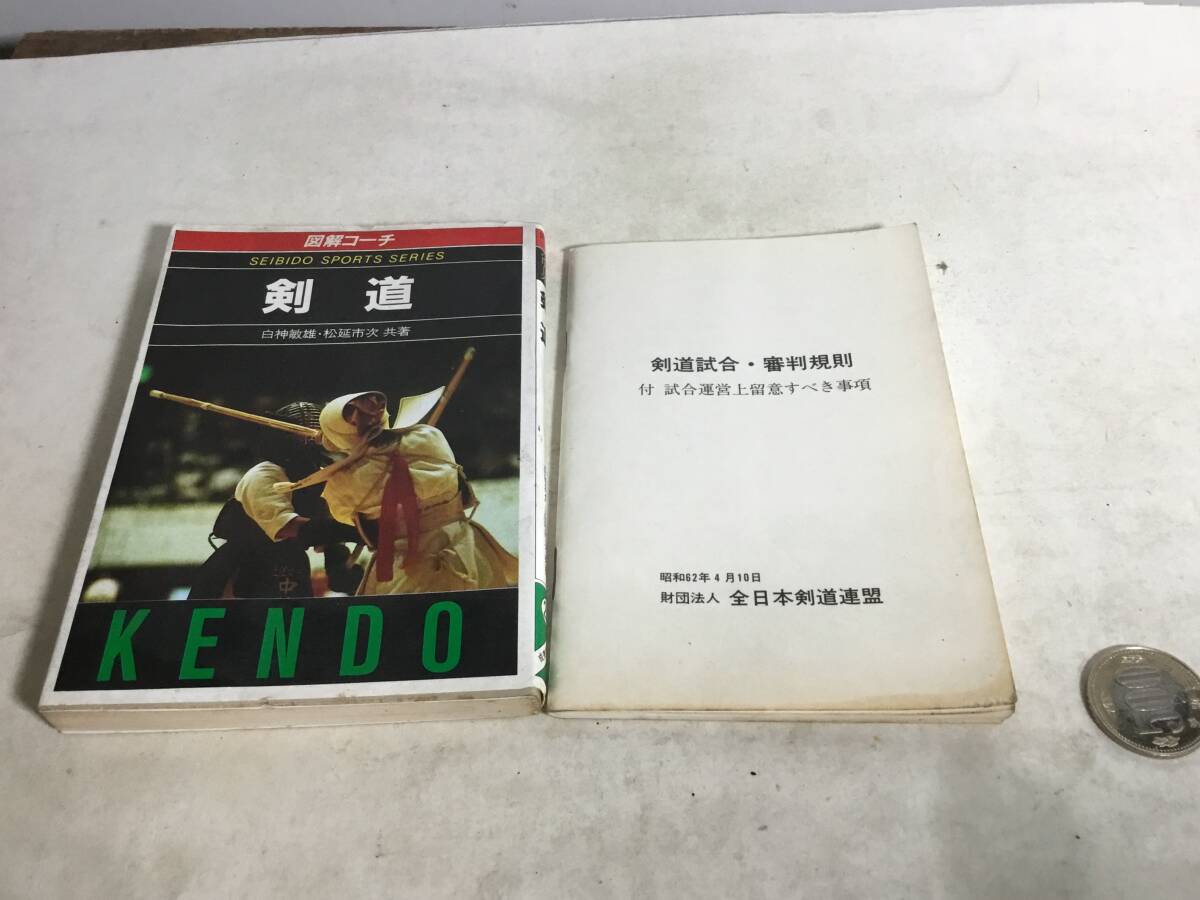 図解コーチ
SEIBIDO SPORTS SERIES
剣道
白神敏雄・松延市次 共著
中
KENDO
剣道試合・審判規則
付 試合運営上留意すべき事項
昭和62年4月10日
財団法人 全日本剣道連盟